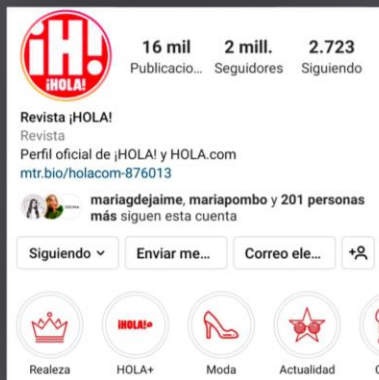 ¡H!
¡HOLA!
16 mil 2 mill. 2.723
Publicacio... Seguidores Siguiendo
Revista ¡HOLA!
Revista
Perfil oficial de ¡HOLA! y HOLA.com
mtr.bio/holacom-876013
mariagdejaime, mariapombo y 201 personas
más siguen esta cuenta
Siguiendo Enviar me... Correo ele...
¡HOLA!+
Realeza HOLA+ Moda Actualidad